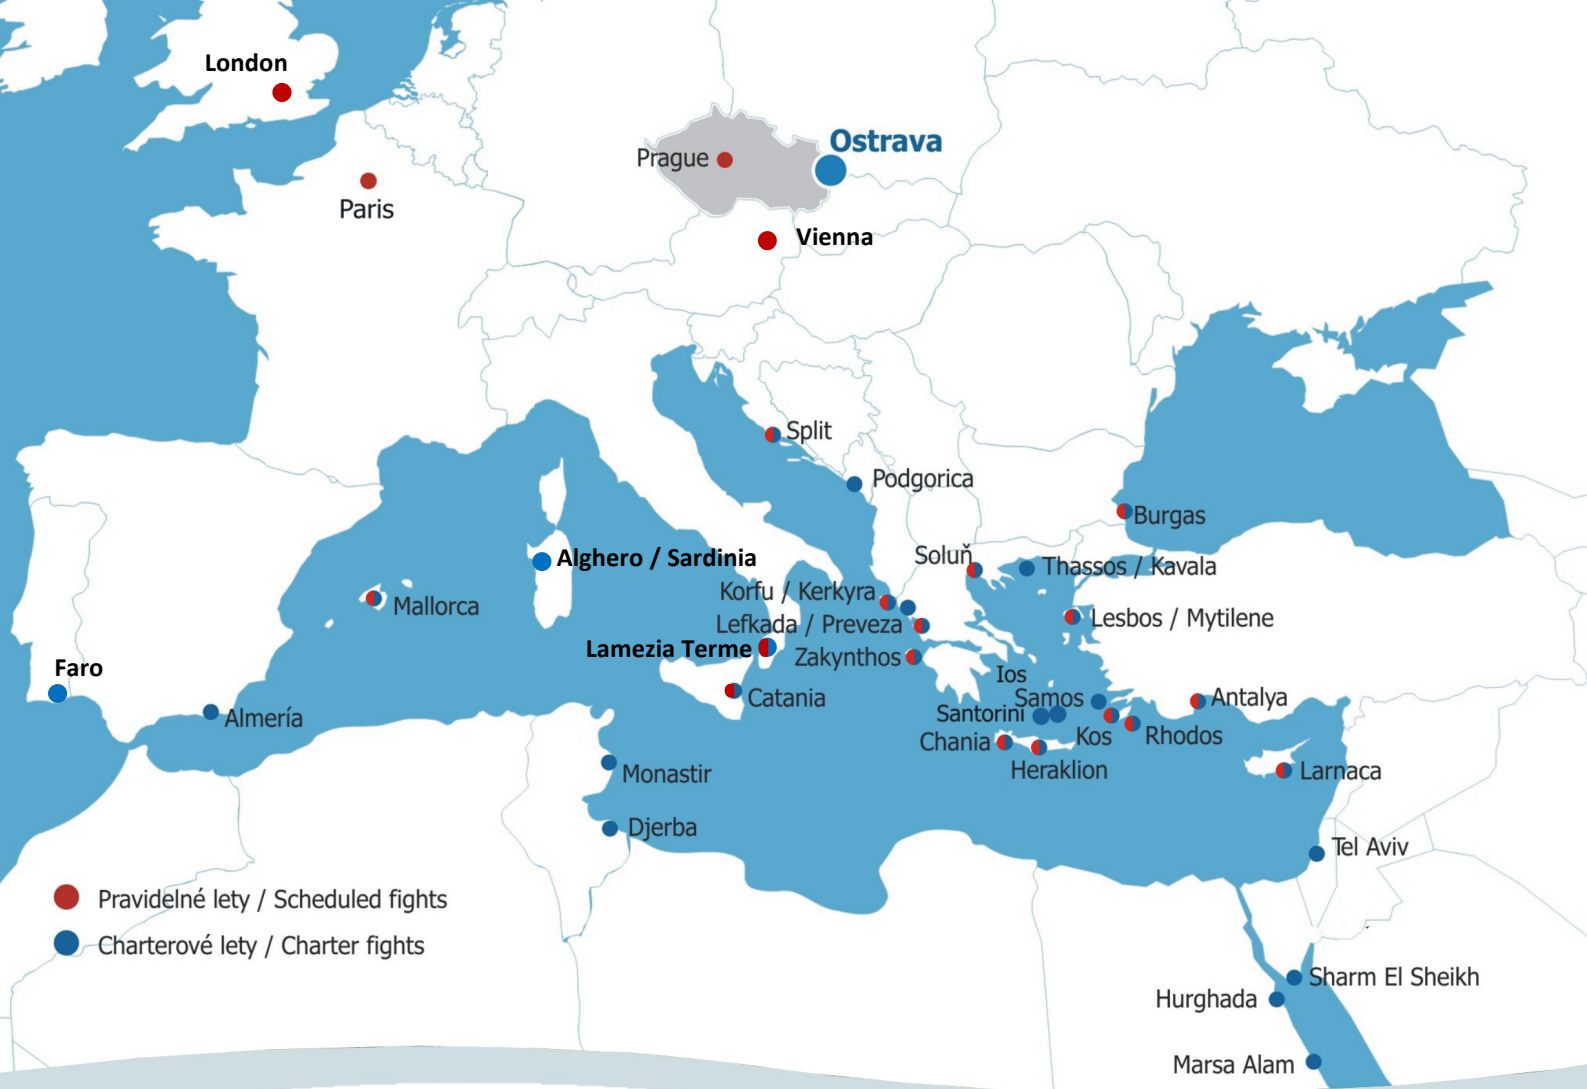 London
Ostrava
Prague
Paris
Vienna
Split
Podgorica
Burgas
Soluň
Alghero / Sardinia
Thassos / Kavala
Korfu / Kerkyra
Mallorca
Lesbos / Mytilene
Lefkada / Preveza
Lamezia Terme
Zakynthos
Faro
Ios
Samos
Antalya
Catania
Santorini
Almería
Kos
Rhodos
Chania
Heraklion
Larnaca
Monastir
Djerba
Tel Aviv
Pravidelné lety / Scheduled fights
Charterové lety / Charter fights
Sharm El Sheikh
Hurghada
Marsa Alam